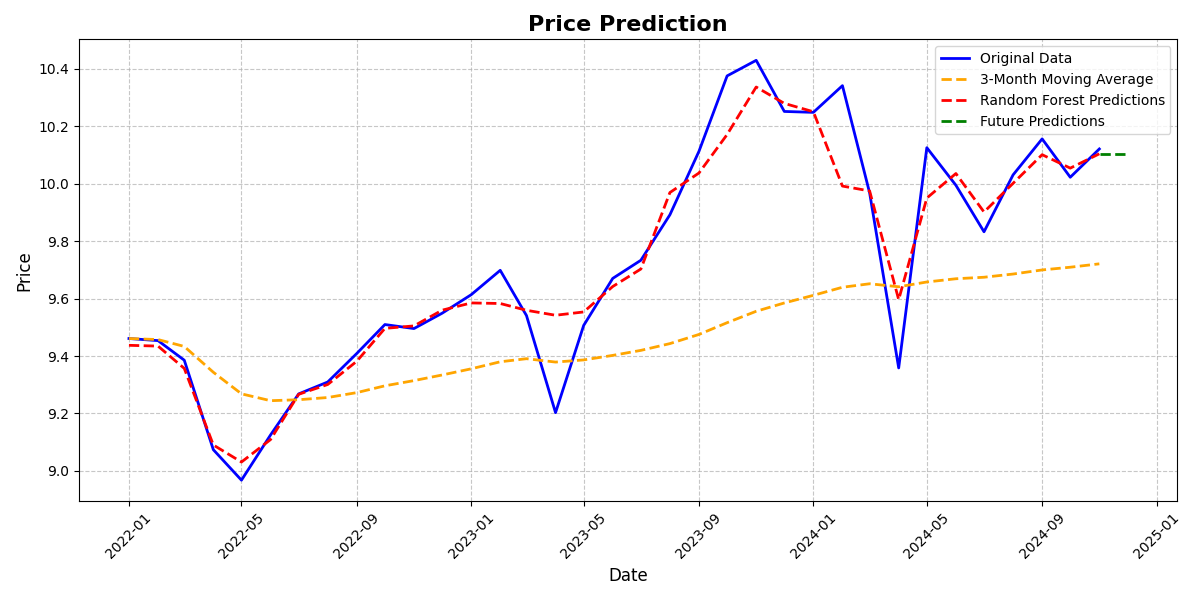 Price Prediction
Original Data
3-Month Moving Average
Random Forest Predictions
Future Predictions
Price
10.4
10.2
10.0
9.8
9.6
9.4
9.2
9.0
2022-01
2022-05
2022-09
2023-01
2023-05
2023-09
2024-01
2024-05
2024-09
2025-01
Date